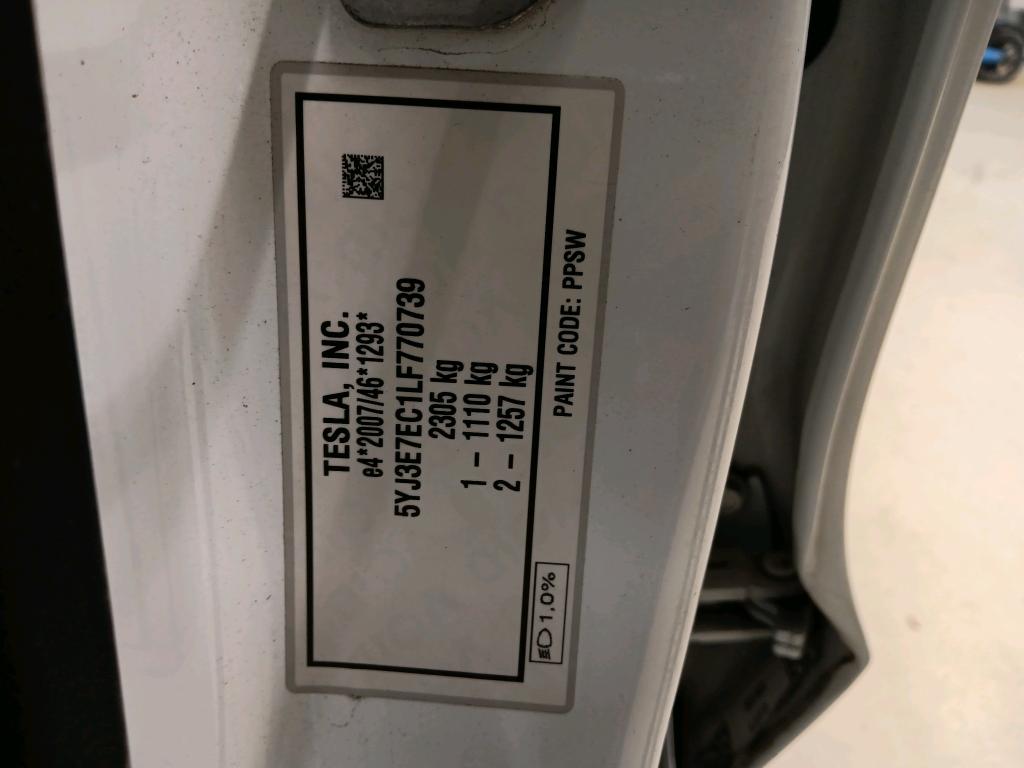 TESLA, INC.
e4*2007/46*1293*
5YJ3E7EC1LF770739
2305 kg
1 – 1110 kg
2 – 1257 kg
1,0%
PAINT CODE: PPSW